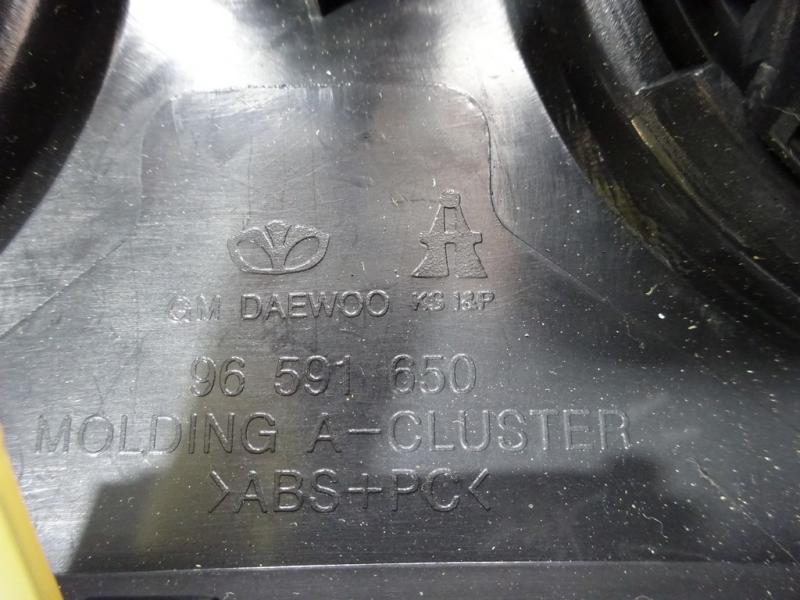 GM DAEWOO
96 591 650
MOLDING A-CLUSTER
>ABS+PC<